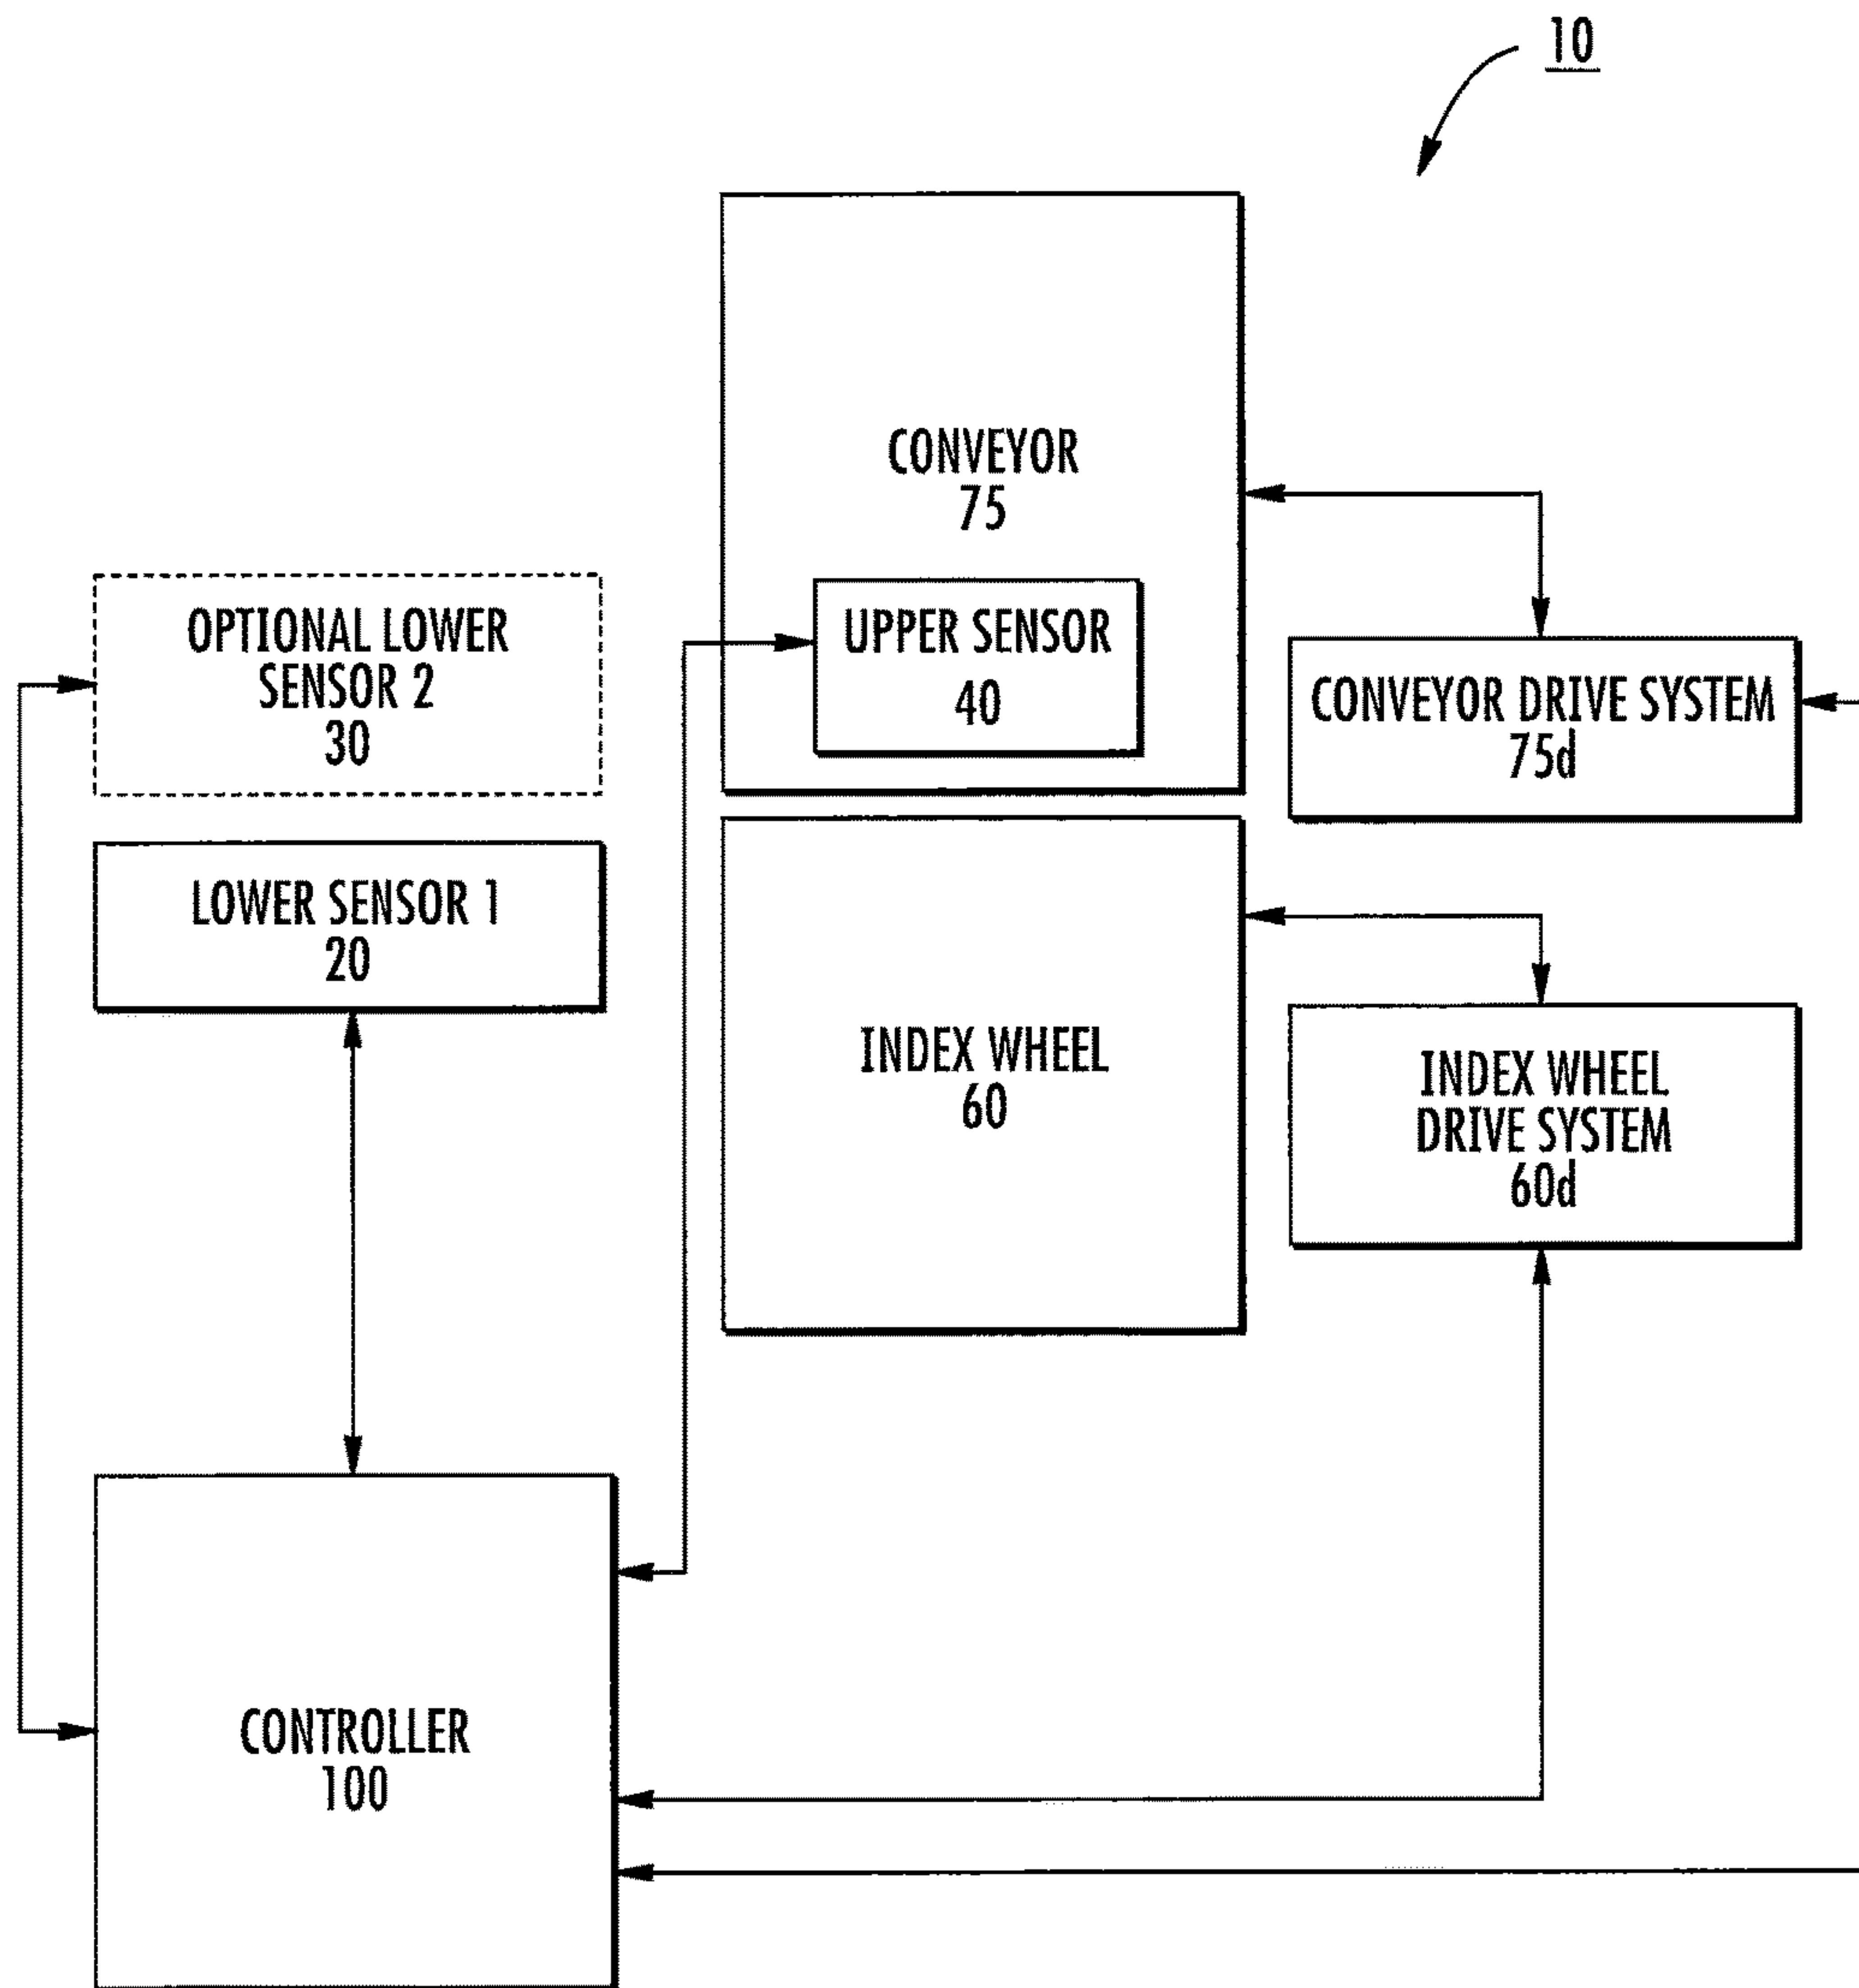 10
CONVEYOR
75
UPPER SENSOR
40
OPTIONAL LOWER
SENSOR 2
30
CONVEYOR DRIVE SYSTEM
75d
LOWER SENSOR 1
20
INDEX WHEEL
60
INDEX WHEEL
DRIVE SYSTEM
60d
CONTROLLER
100